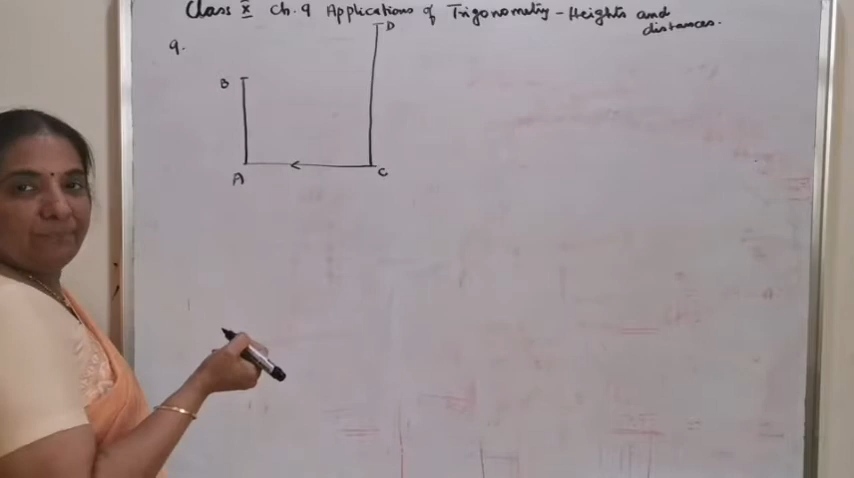 Class X Ch. 9 Applications of Trigonometry - Heights and
distances.
9.
D
B
A
C